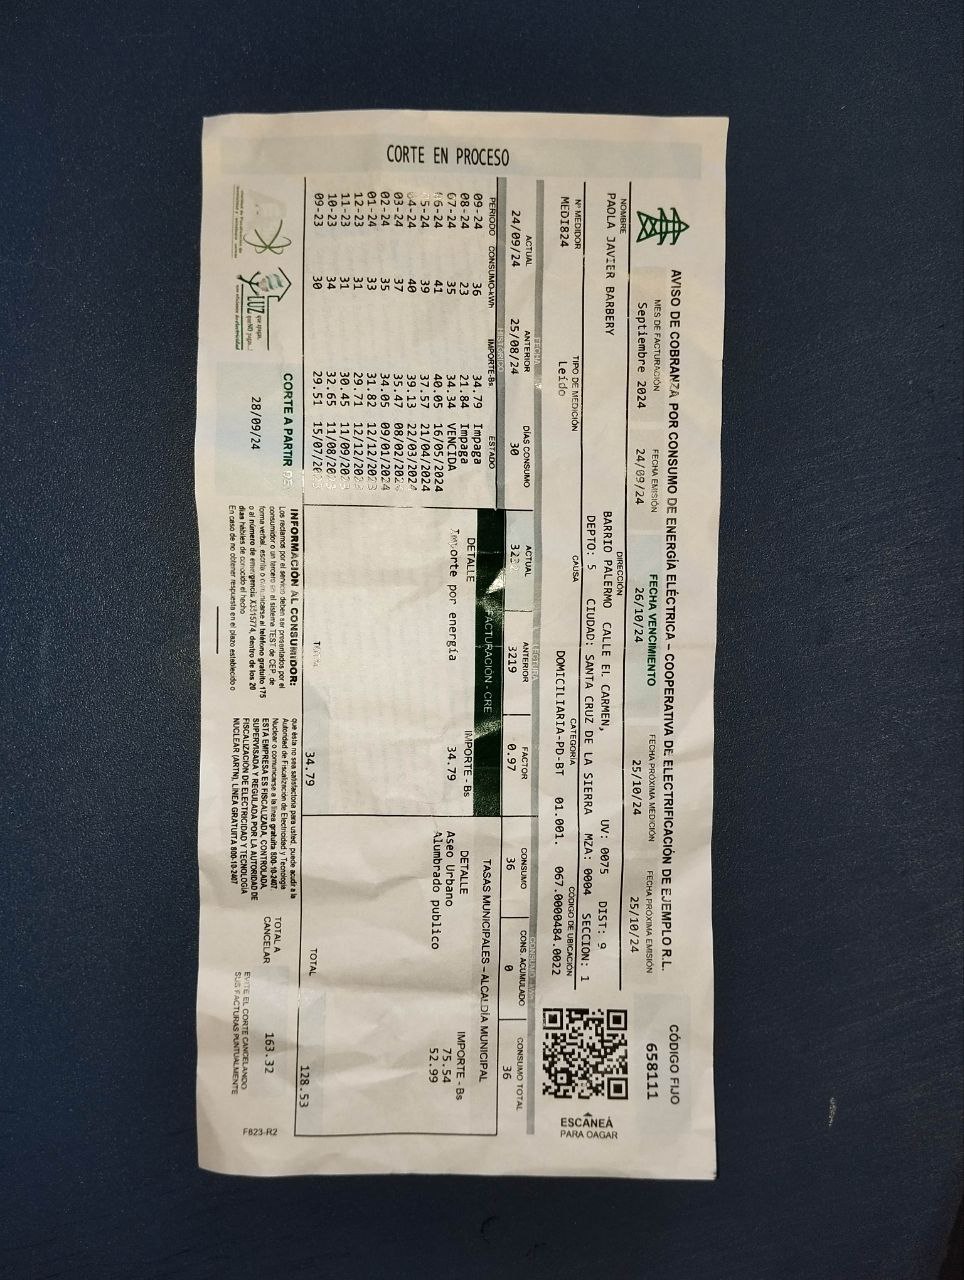 CORTE EN PROCESO
AVISO DE COBRANZA POR CONSUMO DE ENERGÍA ELÉCTRICA – COOPERATIVA DE ELECTRIFICACIÓN DE EJEMPLO R.L.
CÓDIGO FIJO
658111
MES DE FACTURACIÓN FECHA EMISIÓN FECHA VENCIMIENTO FECHA PRÓXIMA MEDICIÓN FECHA PRÓXIMA EMISIÓN
Septiembre 2024 24/09/24 26/10/24 25/10/24 25/10/24
NOMBRE DIRECCIÓN
PAOLA JAVIER BARBERY BARRIO PALERMO CALLE EL CARMEN, UV: 0075 DIST: 9
DEPTO: 5 CIUDAD: SANTA CRUZ DE LA SIERRA MZA: 0004 SECCION: 1
Nº MEDIDOR TIPO DE MEDICIÓN CAUSA CATEGORÍA CÓDIGO DE UBICACIÓN
MEDI824 Leído DOMICILIARIA-PD-BT 01.001. 067.0000484.0022
ESCANEÁ
PARA OAGAR
FECHA LECTURA
ACTUAL ANTERIOR DÍAS CONSUMO ACTUAL ANTERIOR FACTOR CONSUMO CONS. ACUMULADO CONSUMO TOTAL
24/09/24 25/08/24 30 3219 0.97 36 0 36
HISTÓRICO
PERIODO CONSUMO-kWh IMPORTE-Bs ESTADO
09-24 36 34.79 Impaga
08-24 23 21.84 Impaga
07-24 35 34.34 VENCIDA
06-24 41 40.05 16/05/2024
05-24 39 37.57 21/04/2024
04-24 40 39.13 22/03/2024
03-24 37 35.47 08/02/2024
02-24 35 34.05 09/01/2024
01-24 33 31.82 12/12/2023
12-23 31 29.71 12/12/2023
11-23 31 30.45 11/09/2023
10-23 34 32.65 11/08/2023
09-23 30 29.51 15/07/2023
FACTURACIÓN - CRE
DETALLE IMPORTE - Bs
Importe por energía 34.79
TOTAL 34.79
TASAS MUNICIPALES – ALCALDÍA MUNICIPAL
DETALLE IMPORTE - Bs
Aseo Urbano 75.54
Alumbrado publico 52.99
TOTAL 128.53
LUZ
que apaga,
que NO paga...!
CORTE A PARTIR DE:
28/09/24
INFORMACIÓN AL CONSUMIDOR:
Los reclamos por el servicio deben ser presentados por el
consumidor o un tercero en el sistema TEST de CEP, de
forma verbal, escrita o comunicarse al teléfono gratuito 175
o al número de emergencia X3315774, dentro de los 20
días hábiles de conocido el hecho
En caso de no obtener respuesta en el plazo establecido o
que ésta no sea satisfactoria para usted, puede acudir a la
Autoridad de Fiscalización de Electricidad y Tecnología
Nuclear o comunicarse a la línea gratuita 800-10-2407
ESTA EMPRESA ES FISCALIZADA, CONTROLADA,
SUPERVISADA Y REGULADA POR LA AUTORIDAD DE
FISCALIZACIÓN DE ELECTRICIDAD Y TECNOLOGÍA
NUCLEAR (AETN), LÍNEA GRATUITA 800-10-2407
TOTAL A
CANCELAR 163.32
EVITE EL CORTE CANCELANDO
SUS FACTURAS PUNTUALMENTE
F623-R2